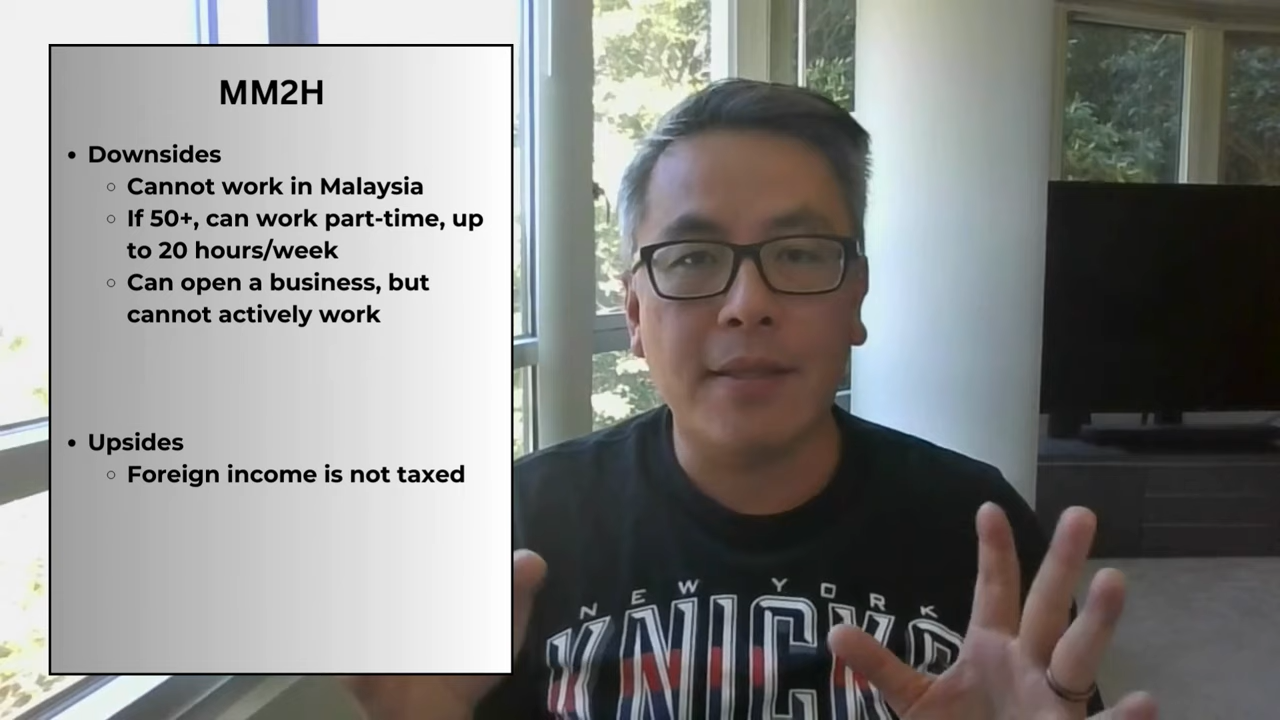 MM2H
• Downsides
◦ Cannot work in Malaysia
◦ If 50+, can work part-time, up
to 20 hours/week
◦ Can open a business, but
cannot actively work
• Upsides
◦ Foreign income is not taxed
NEW YORK
KNICKS